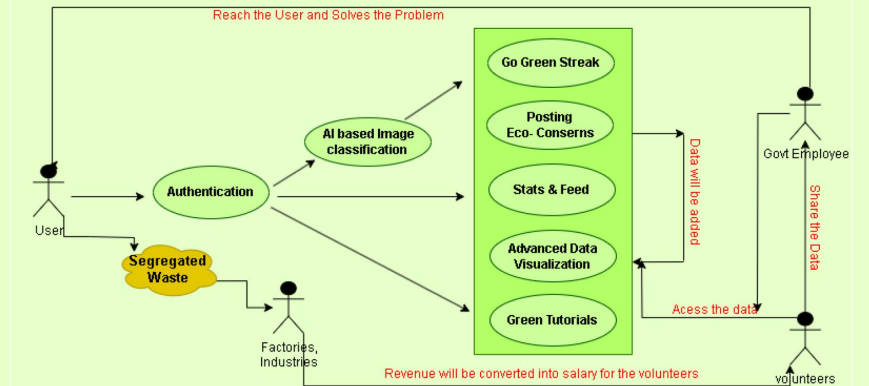 Reach the User and Solves the Problem
Go Green Streak
AI based Image
classification
Posting
Eco- Conserns
Govt Employee
Data will be added
Authentication
Stats & Feed
Share the Data
User
Segregated
Waste
Advanced Data
Visualization
Acess the data
Green Tutorials
Factories,
Industries
Revenue will be converted into salary for the volunteers
volunteers